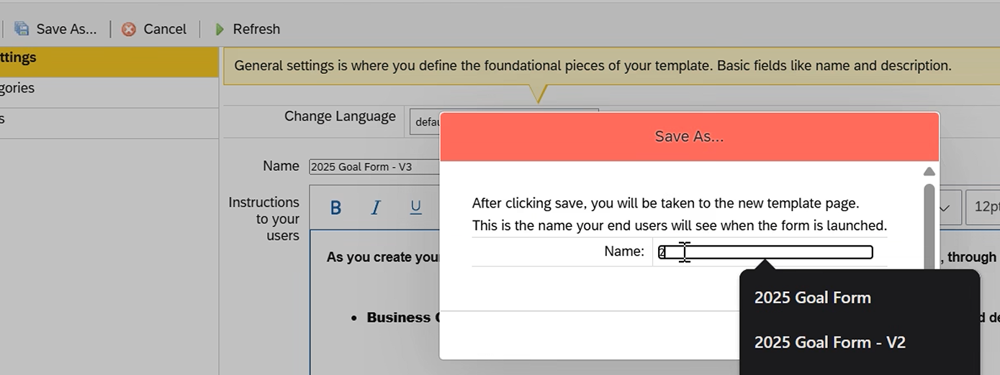 Save As... Cancel Refresh
ttings
General settings is where you define the foundational pieces of your template. Basic fields like name and description.
gories
s
Change Language defau
Save As...
Name 2025 Goal Form - V3
Instructions
to your
users
B I U 12pt
After clicking save, you will be taken to the new template page.
This is the name your end users will see when the form is launched.
Name: 2
As you create your , through
2025 Goal Form
• Business G d de
2025 Goal Form - V2